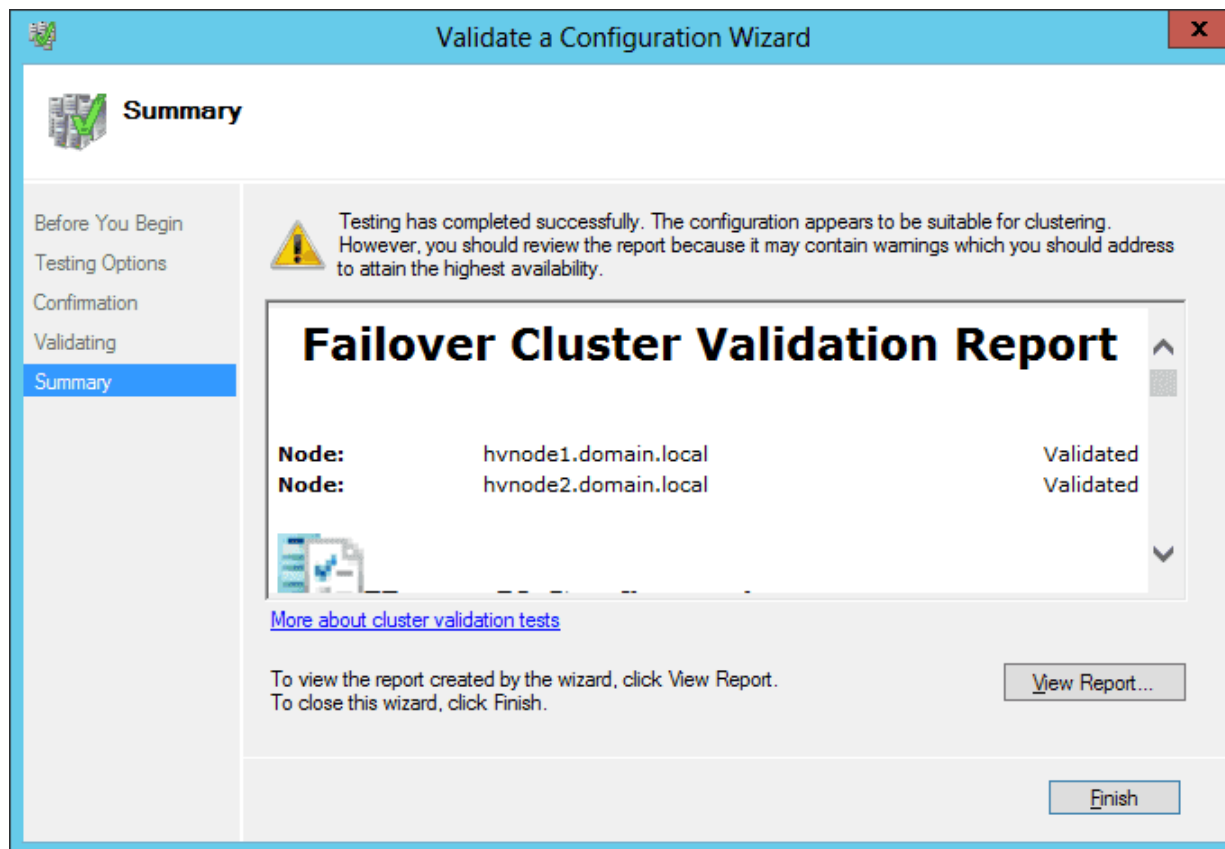 Validate a Configuration Wizard
x
Summary
Before You Begin
Testing Options
Confirmation
Validating
Summary
Testing has completed successfully. The configuration appears to be suitable for clustering.
However, you should review the report because it may contain warnings which you should address
to attain the highest availability.
Failover Cluster Validation Report
Node: hvnode1.domain.local Validated
Node: hvnode2.domain.local Validated
More about cluster validation tests
To view the report created by the wizard, click View Report.
To close this wizard, click Finish.
View Report...
Finish